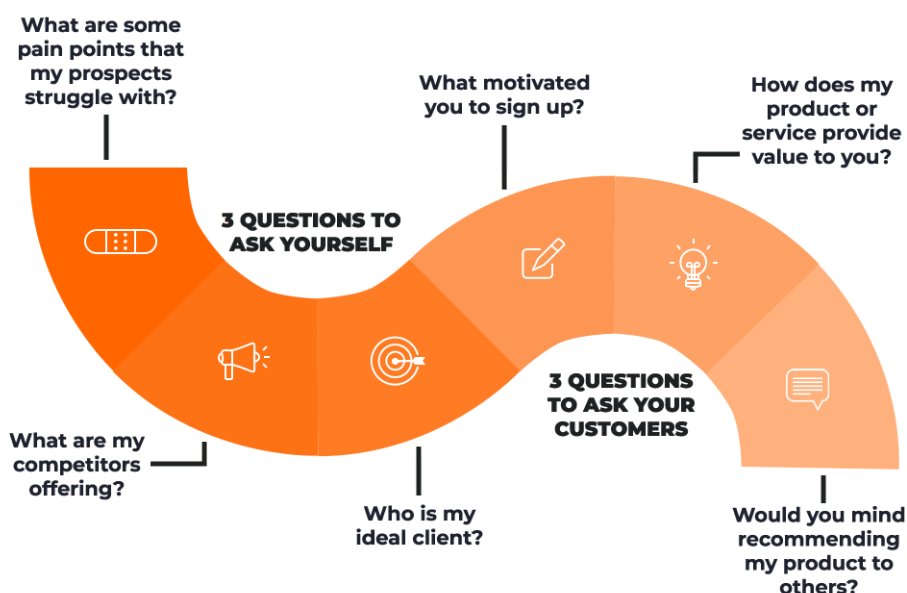 What are some
pain points that
my prospects
struggle with?
What motivated
you to sign up?
How does my
product or
service provide
value to you?
3 QUESTIONS TO
ASK YOURSELF
3 QUESTIONS
TO ASK YOUR
CUSTOMERS
What are my
competitors
offering?
Who is my
ideal client?
Would you mind
recommending
my product to
others?